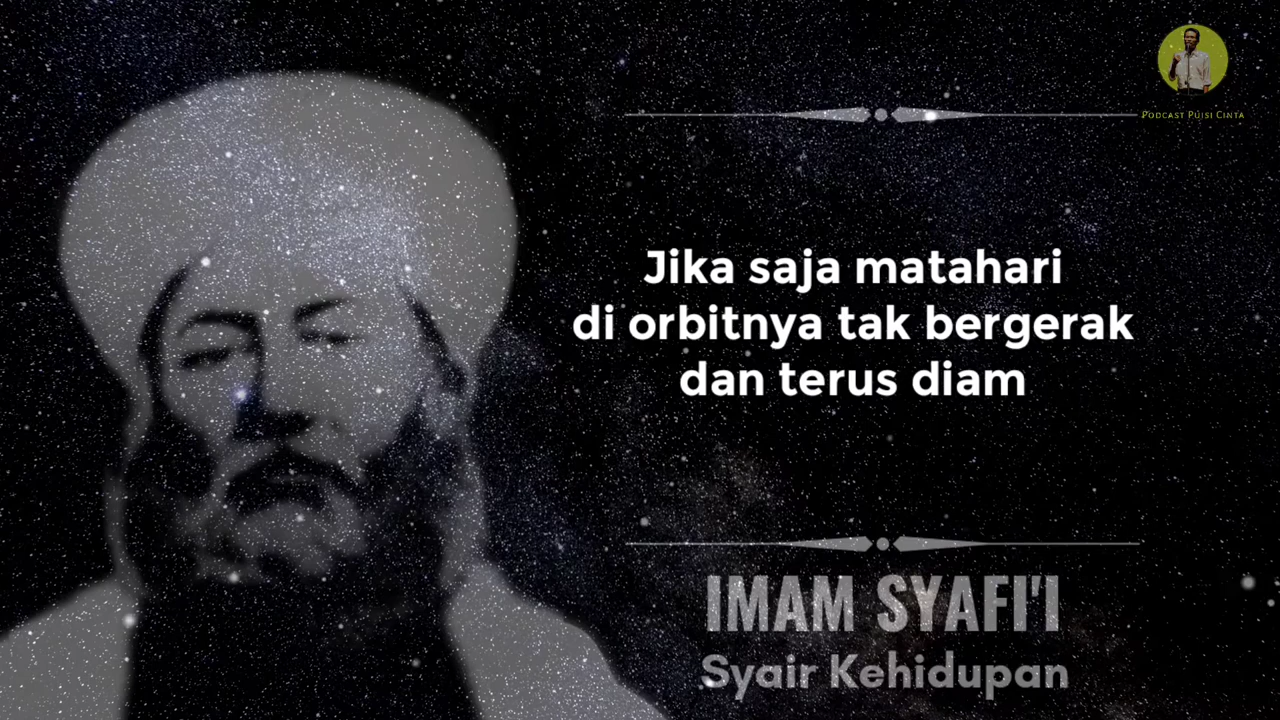 PODCAST PUISI CINTA
Jika saja matahari
di orbitnya tak bergerak
dan terus diam
IMAM SYAFI'I
Syair Kehidupan